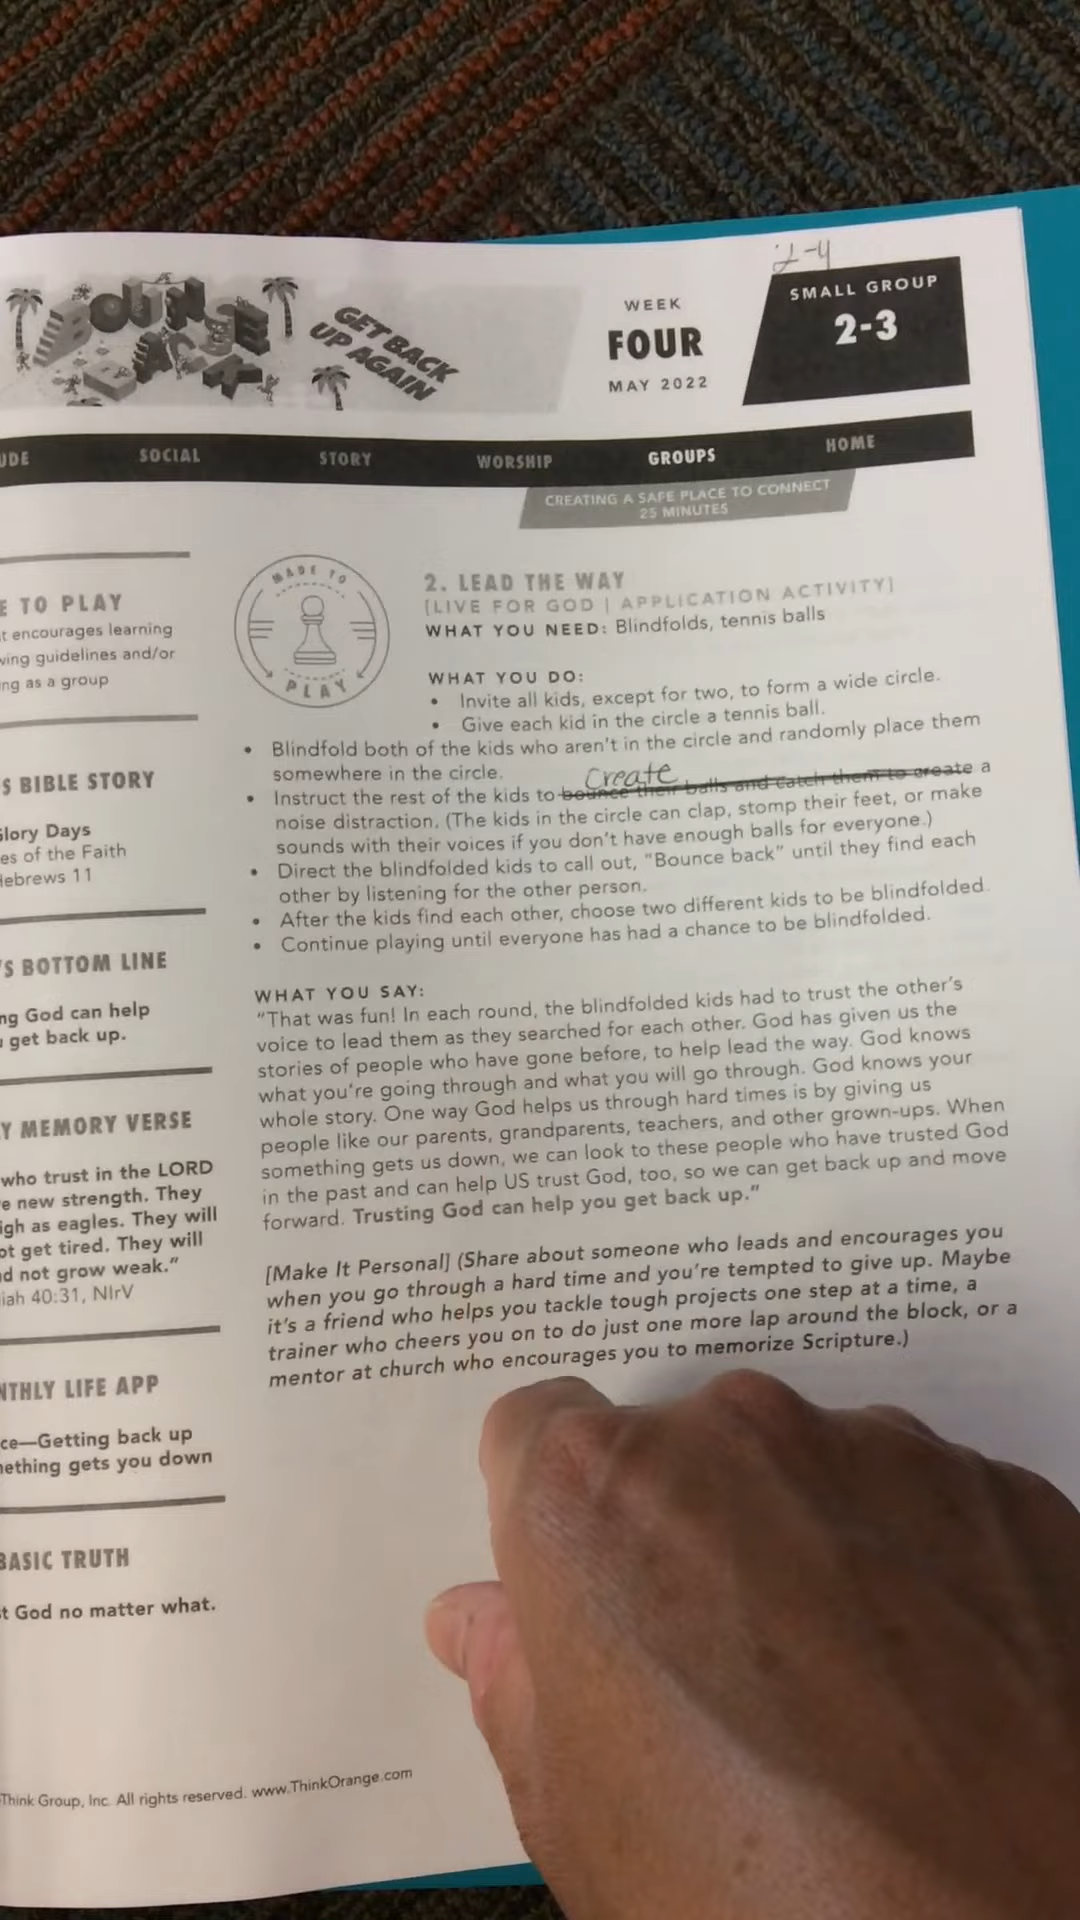 2-4
BOUNCE
BACK
GET BACK
UP AGAIN
WEEK
FOUR
MAY 2022
SMALL GROUP
2-3
UDE SOCIAL STORY WORSHIP GROUPS HOME
CREATING A SAFE PLACE TO CONNECT
25 MINUTES
E TO PLAY
t encourages learning
wing guidelines and/or
ng as a group
S BIBLE STORY
Glory Days
es of the Faith
Hebrews 11
'S BOTTOM LINE
ng God can help
u get back up.
Y MEMORY VERSE
who trust in the LORD
e new strength. They
igh as eagles. They will
ot get tired. They will
d not grow weak."
iah 40:31, NIrV
NTHLY LIFE APP
ce—Getting back up
mething gets you down
BASIC TRUTH
t God no matter what.
MADE TO
PLAY
2. LEAD THE WAY
[LIVE FOR GOD | APPLICATION ACTIVITY]
WHAT YOU NEED: Blindfolds, tennis balls
WHAT YOU DO:
• Invite all kids, except for two, to form a wide circle.
• Give each kid in the circle a tennis ball.
• Blindfold both of the kids who aren't in the circle and randomly place them
somewhere in the circle.
Create
• Instruct the rest of the kids to bounce their balls and catch them to create a
noise distraction. (The kids in the circle can clap, stomp their feet, or make
sounds with their voices if you don't have enough balls for everyone.)
• Direct the blindfolded kids to call out, "Bounce back" until they find each
other by listening for the other person.
• After the kids find each other, choose two different kids to be blindfolded.
• Continue playing until everyone has had a chance to be blindfolded.
WHAT YOU SAY:
"That was fun! In each round, the blindfolded kids had to trust the other's
voice to lead them as they searched for each other. God has given us the
stories of people who have gone before, to help lead the way. God knows
what you're going through and what you will go through. God knows your
whole story. One way God helps us through hard times is by giving us
people like our parents, grandparents, teachers, and other grown-ups. When
something gets us down, we can look to these people who have trusted God
in the past and can help US trust God, too, so we can get back up and move
forward. Trusting God can help you get back up."
[Make It Personal] (Share about someone who leads and encourages you
when you go through a hard time and you're tempted to give up. Maybe
it's a friend who helps you tackle tough projects one step at a time, a
trainer who cheers you on to do just one more lap around the block, or a
mentor at church who encourages you to memorize Scripture.)
Think Group, Inc. All rights reserved. www.ThinkOrange.com